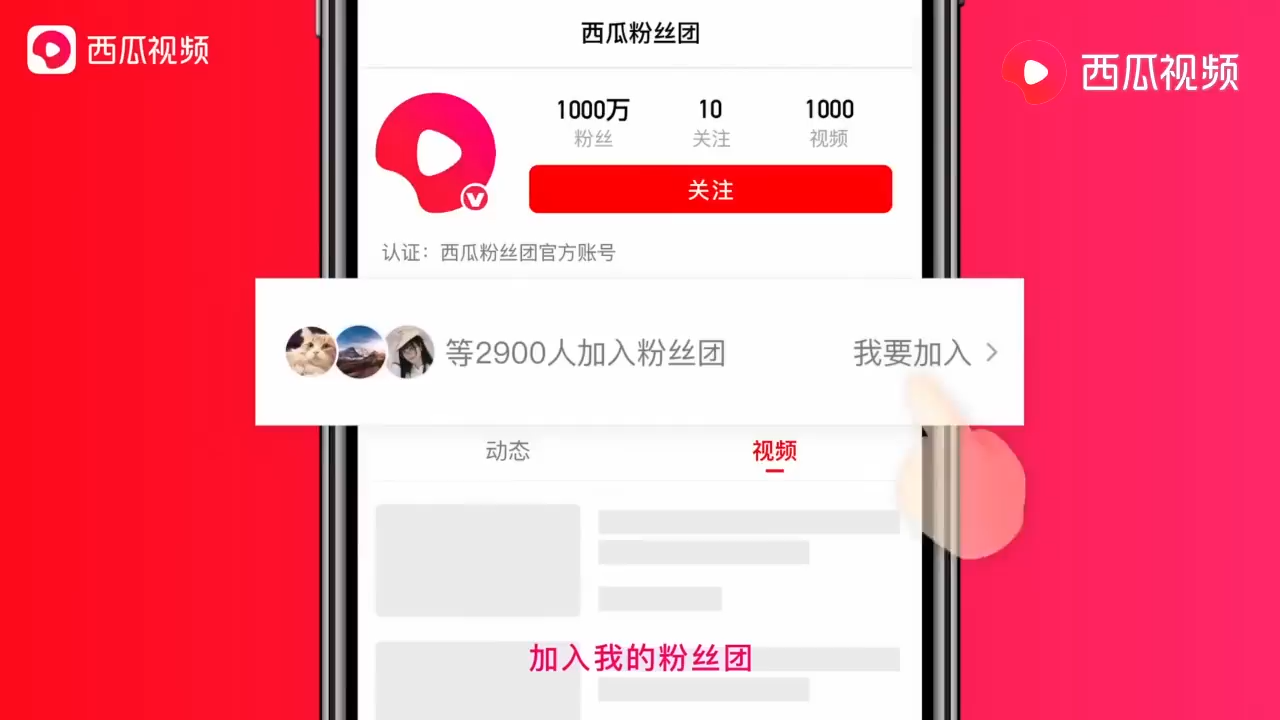 西瓜视频
西瓜视频
西瓜粉丝团
1000万
10
1000
粉丝
关注
视频
关注
认证：西瓜粉丝团官方账号
等2900人加入粉丝团
我要加入
动态
视频
加入我的粉丝团